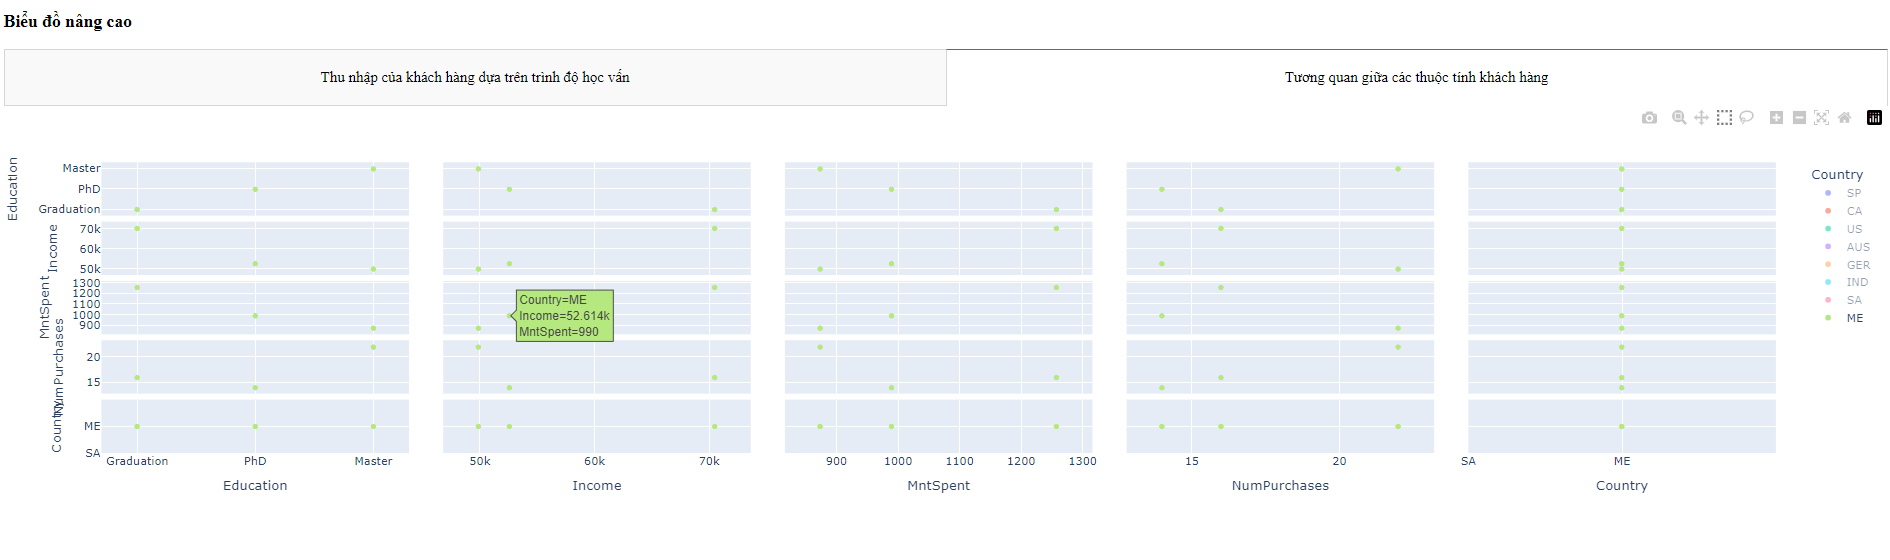 Biểu đồ nâng cao
Thu nhập của khách hàng dựa trên trình độ học vấn
Tương quan giữa các thuộc tính khách hàng
Education
Master
PhD
Graduation
Income
70k
60k
50k
MntSpent
1300
1200
1100
1000
900
Country=ME
Income=52.614k
MntSpent=990
NumPurchases
20
15
Country
ME
SA
Graduation PhD Master
50k 60k 70k
900 1000 1100 1200 1300
15 20
SA ME
Education
Income
MntSpent
NumPurchases
Country
Country
SP
CA
US
AUS
GER
IND
SA
ME